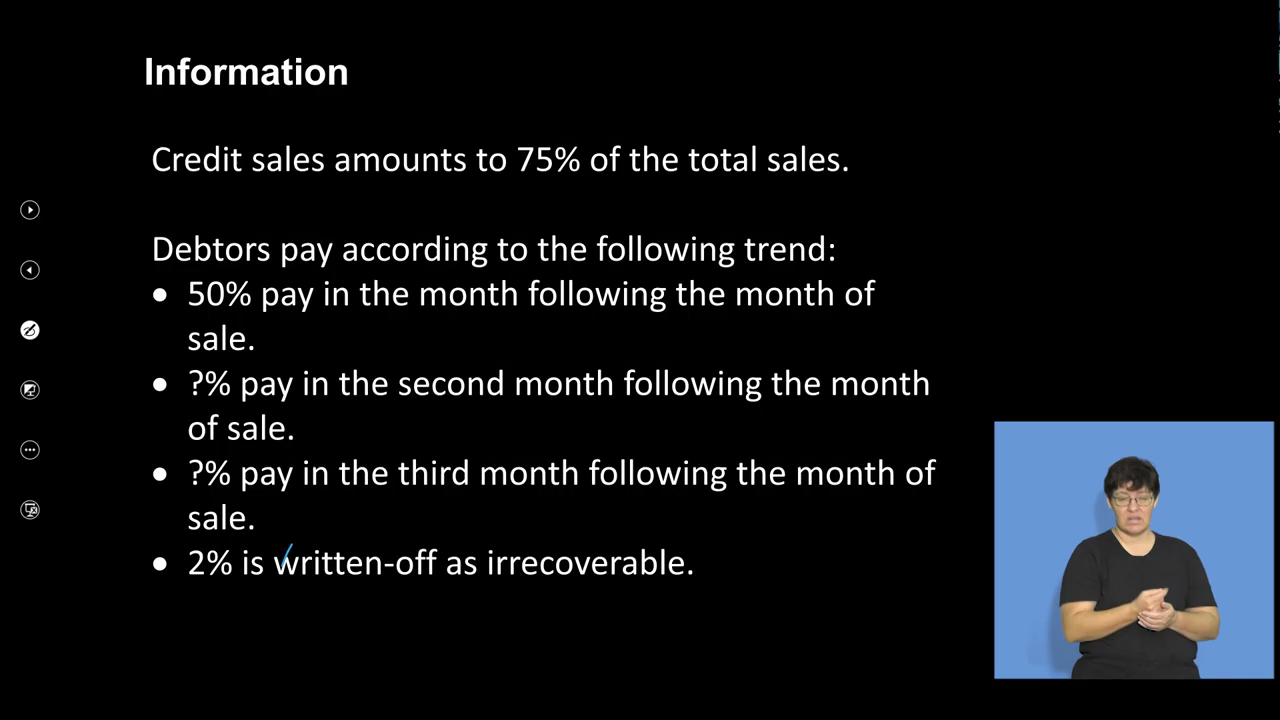 Information
Credit sales amounts to 75% of the total sales.
Debtors pay according to the following trend:
• 50% pay in the month following the month of
sale.
• ?% pay in the second month following the month
of sale.
• ?% pay in the third month following the month of
sale.
• 2% is written-off as irrecoverable.